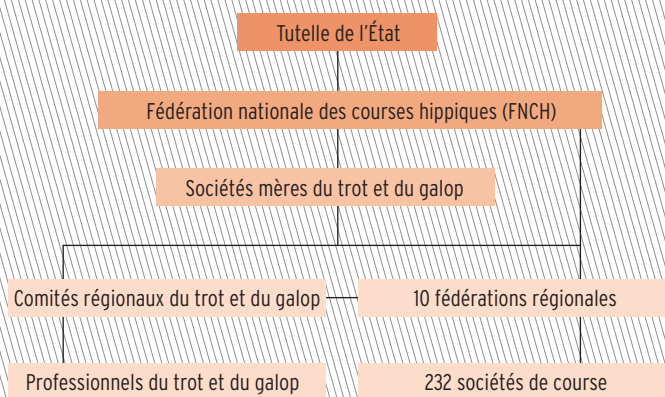 Tutelle de l'État
Fédération nationale des courses hippiques (FNCH)
Sociétés mères du trot et du galop
Comités régionaux du trot et du galop
10 fédérations régionales
Professionnels du trot et du galop
232 sociétés de course